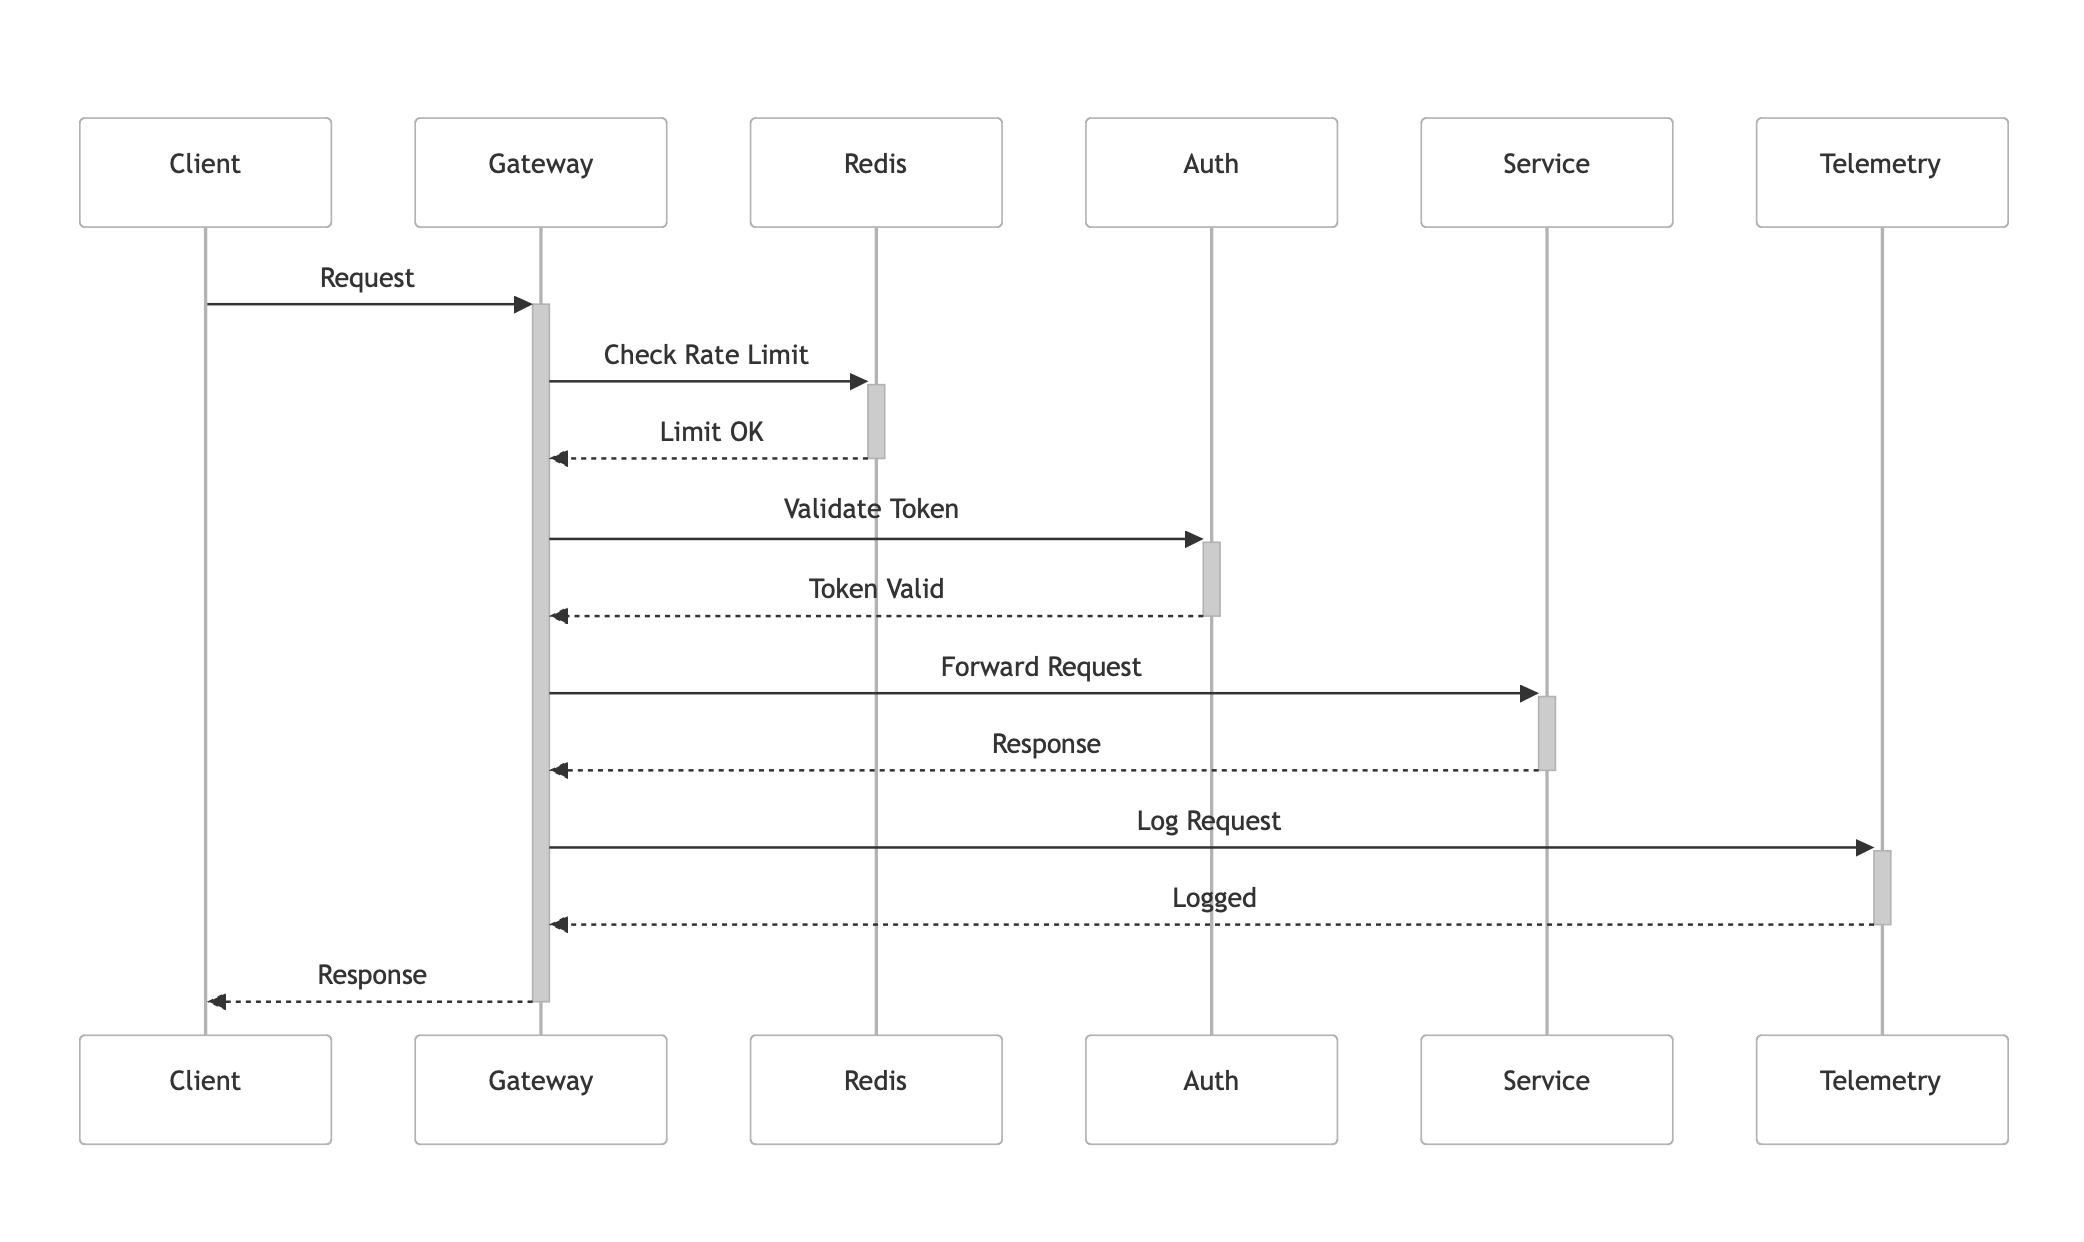 Client
Gateway
Redis
Auth
Service
Telemetry
Request
Check Rate Limit
Limit OK
Validate Token
Token Valid
Forward Request
Response
Log Request
Logged
Response
Client
Gateway
Redis
Auth
Service
Telemetry